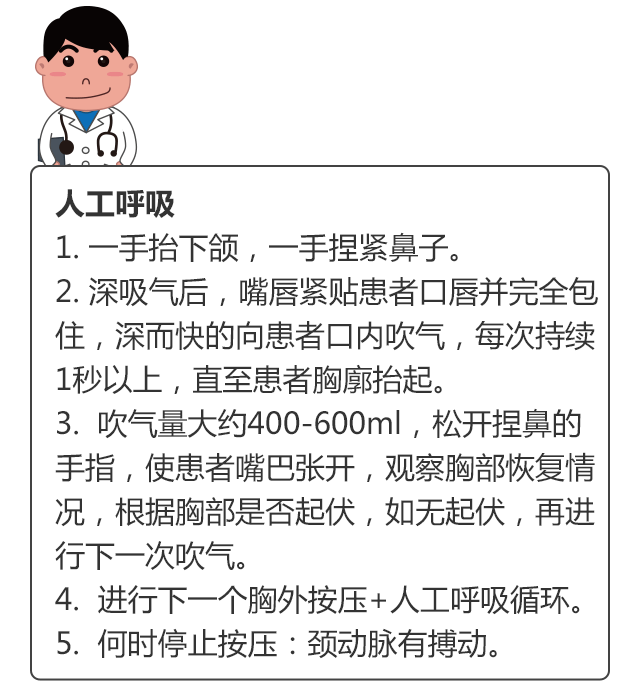 人工呼吸
1. 一手抬下颌，一手捏紧鼻子。
2. 深吸气后，嘴唇紧贴患者口唇并完全包
住，深而快的向患者口内吹气，每次持续
1秒以上，直至患者胸廓抬起。
3. 吹气量大约400-600ml，松开捏鼻的
手指，使患者嘴巴张开，观察胸部恢复情
况，根据胸部是否起伏，如无起伏，再进
行下一次吹气。
4. 进行下一个胸外按压+人工呼吸循环。
5. 何时停止按压：颈动脉有搏动。